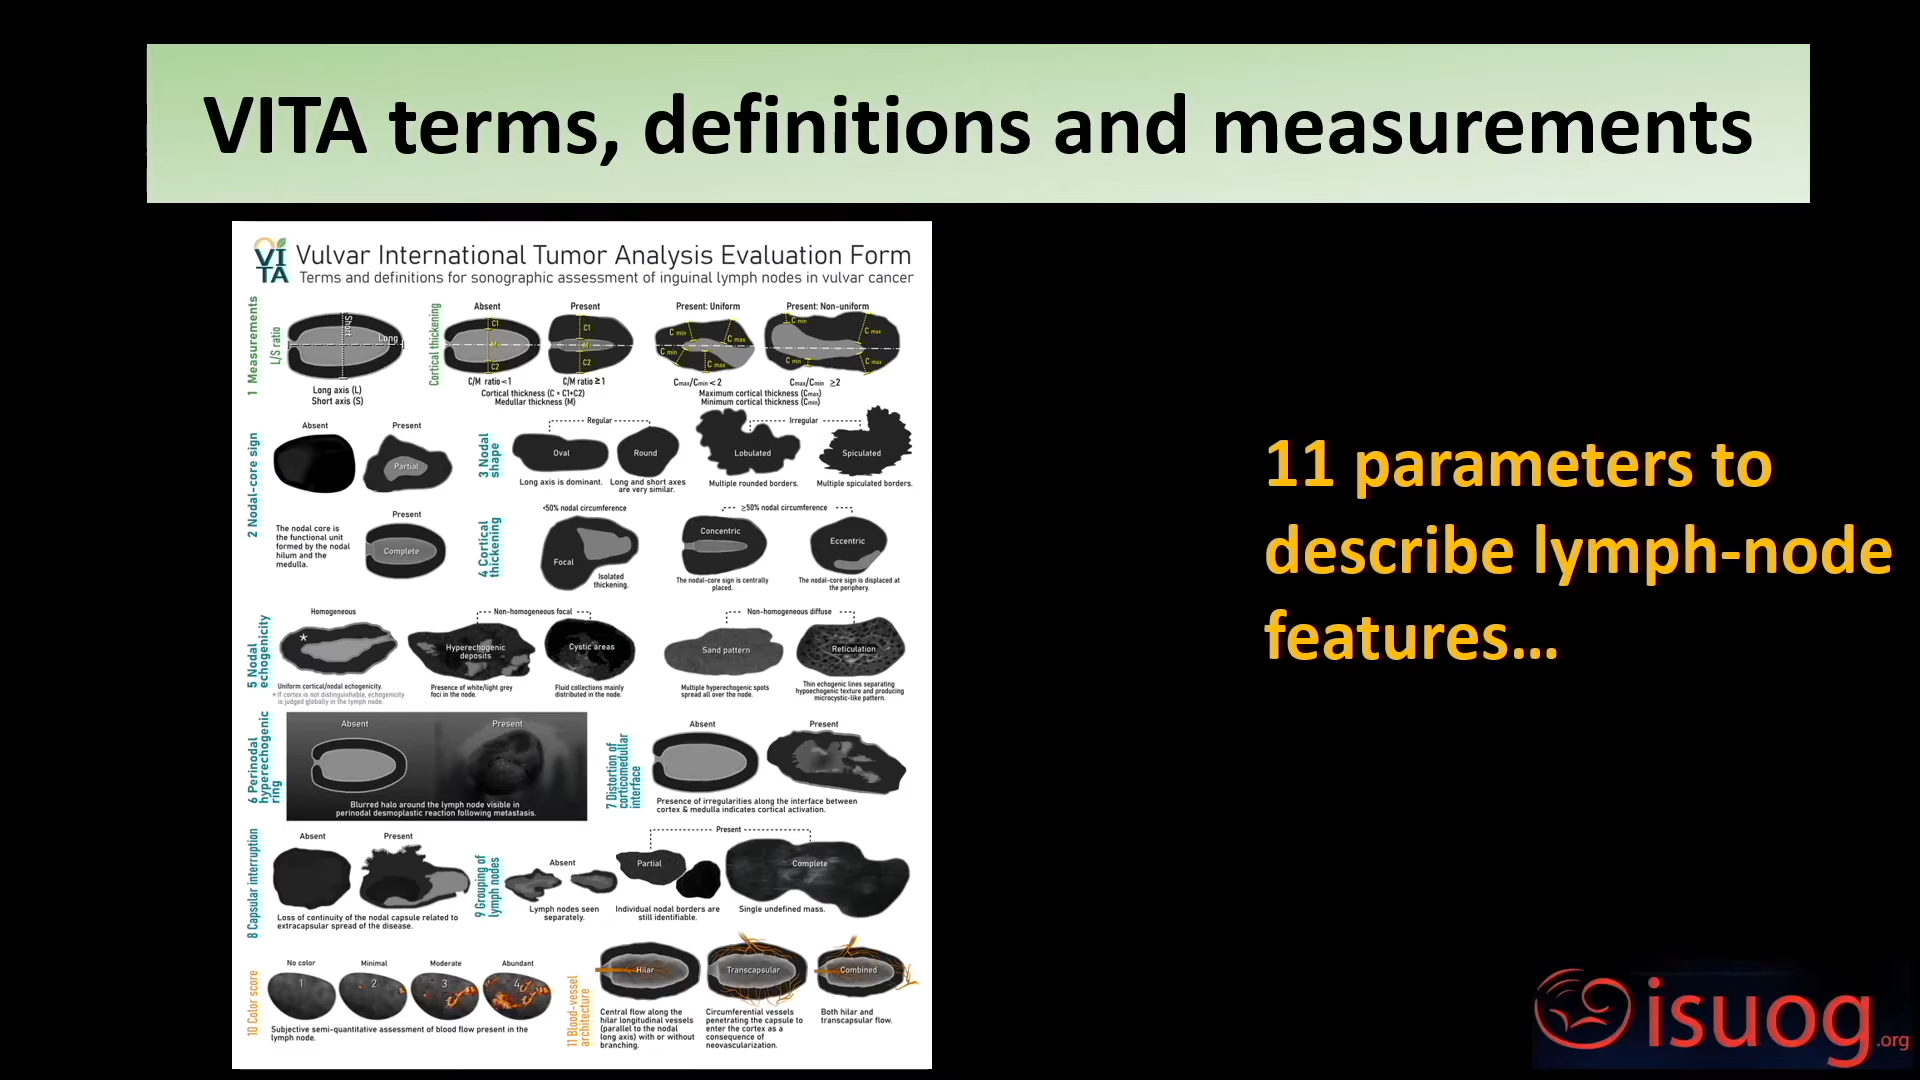 VITA terms, definitions and measurements
VITA
Vulvar International Tumor Analysis Evaluation Form
Terms and definitions for sonographic assessment of inguinal lymph nodes in vulvar cancer
1 Measurements
L/S ratio
Short
Long
Long axis (L)
Short axis (S)
Cortical thickening
Absent
C1
M
C2
C/M ratio <1
Present
C1
M
C2
C/M ratio ≥ 1
Cortical thickness (C = C1+C2)
Medullar thickness (M)
Present: Uniform
C min
C max
C min
C max
Cmax/Cmin < 2
Present: Non-uniform
C min
C max
C min
C max
Cmax/Cmin ≥2
Maximum cortical thickness (Cmax)
Minimum cortical thickness (Cmin)
2 Nodal-core sign
Absent
Present
Partial
The nodal core is
the functional unit
formed by the nodal
hilum and the
medulla.
Present
Complete
3 Nodal
shape
Regular
Oval
Long axis is dominant.
Round
Long and short axes
are very similar.
Irregular
Lobulated
Multiple rounded borders.
Spiculated
Multiple spiculated borders.
4 Cortical
thickening
<50% nodal circumference
Focal
Isolated
thickening.
≥50% nodal circumference
Concentric
The nodal-core sign is centrally
placed.
Eccentric
The nodal-core sign is displaced at
the periphery.
5 Nodal
echogenicity
Homogeneous
*
Uniform cortical/nodal echogenicity.
* If cortex is not distinguishable, echogenicity
is judged globally in the lymph node.
Non-homogeneous focal
Hyperechogenic
deposits
Presence of white/light grey
foci in the node.
Cystic areas
Fluid collections mainly
distributed in the node.
Non-homogeneous diffuse
Sand pattern
Multiple hyperechogenic spots
spread all over the node.
Reticulation
Thin echogenic lines separating
hypoechogenic texture and producing
microcystic-like pattern.
6 Perinodal
hyperechogenic
ring
Absent
Present
Blurred halo around the lymph node visible in
perinodal desmoplastic reaction following metastasis.
7 Distortion of
corticomedullar
interface
Absent
Present
Presence of irregularities along the interface between
cortex & medulla indicates cortical activation.
8 Capsular interruption
Absent
Present
Loss of continuity of the nodal capsule related to
extracapsular spread of the disease.
9 Grouping of
lymph nodes
Absent
Lymph nodes seen
separately.
Present
Partial
Individual nodal borders are
still identifiable.
Complete
Single undefined mass.
10 Color score
No color
1
Minimal
2
Moderate
3
Abundant
4
Subjective semi-quantitative assessment of blood flow present in the
lymph node.
11 Blood-vessel
architecture
Hilar
Central flow along the
hilar longitudinal vessels
(parallel to the nodal
long axis) with or without
branching.
Transcapsular
Circumferential vessels
penetrating the capsule to
enter the cortex as a
consequence of
neovascularization.
Combined
Both hilar and
transcapsular flow.
11 parameters to
describe lymph-node
features...
isuog.org